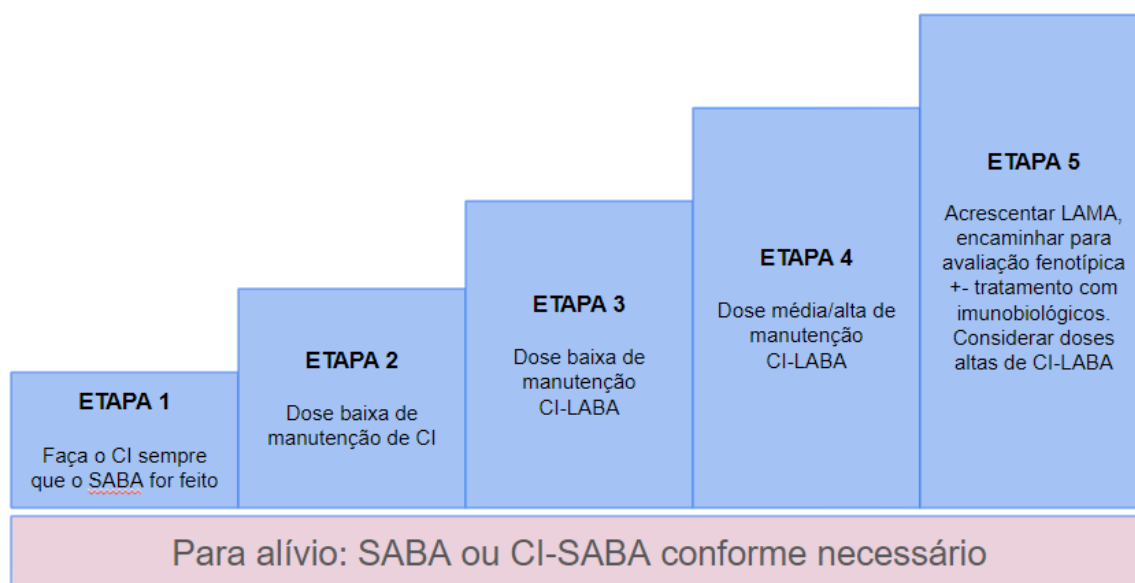 ETAPA 1
Faça o CI sempre
que o SABA for feito
ETAPA 2
Dose baixa de
manutenção de CI
ETAPA 3
Dose baixa de
manutenção
CI-LABA
ETAPA 4
Dose média/alta de
manutenção
CI-LABA
ETAPA 5
Acrescentar LAMA,
encaminhar para
avaliação fenotípica
+- tratamento com
imunobiológicos.
Considerar doses
altas de CI-LABA
Para alívio: SABA ou CI-SABA conforme necessário